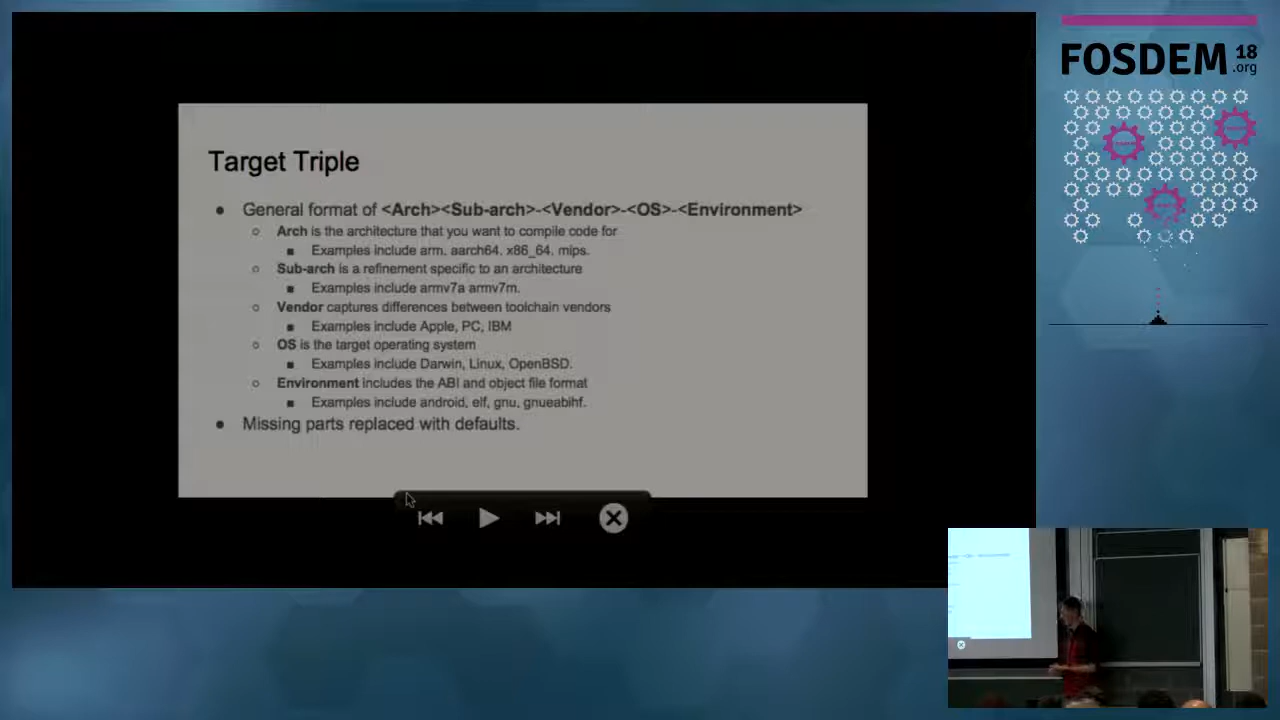 Target Triple
● General format of <Arch><Sub-arch>-<Vendor>-<OS>-<Environment>
○ Arch is the architecture that you want to compile code for
■ Examples include arm, aarch64, x86_64, mips.
○ Sub-arch is a refinement specific to an architecture
■ Examples include armv7a armv7m.
○ Vendor captures differences between toolchain vendors
■ Examples include Apple, PC, IBM
○ OS is the target operating system
■ Examples include Darwin, Linux, OpenBSD.
○ Environment includes the ABI and object file format
■ Examples include android, elf, gnu, gnueabihf.
● Missing parts replaced with defaults.
FOSDEM 18
.org